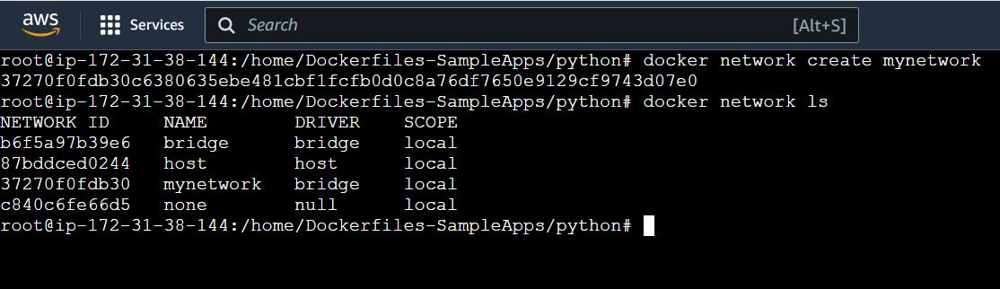 aws Services Search [Alt+S]
root@ip-172-31-38-144:/home/Dockerfiles-SampleApps/python# docker network create mynetwork
37270f0fdb30c6380635ebe481cbf1fcfb0d0c8a76df7650e9129cf9743d07e0
root@ip-172-31-38-144:/home/Dockerfiles-SampleApps/python# docker network ls
NETWORK ID     NAME        DRIVER    SCOPE
b6f5a97b39e6   bridge      bridge    local
87bddced0244   host        host      local
37270f0fdb30   mynetwork   bridge    local
c840c6fe66d5   none        null      local
root@ip-172-31-38-144:/home/Dockerfiles-SampleApps/python#